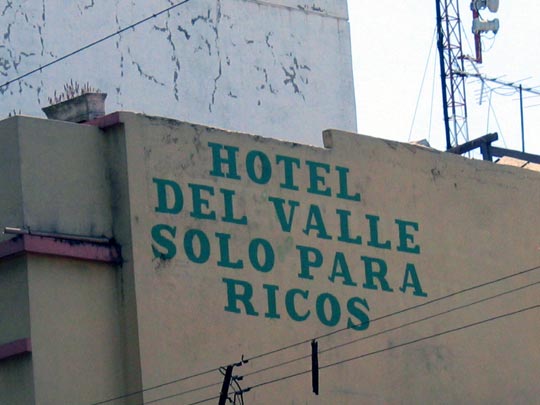 HOTEL
DEL VALLE
SOLO PARA
RICOS